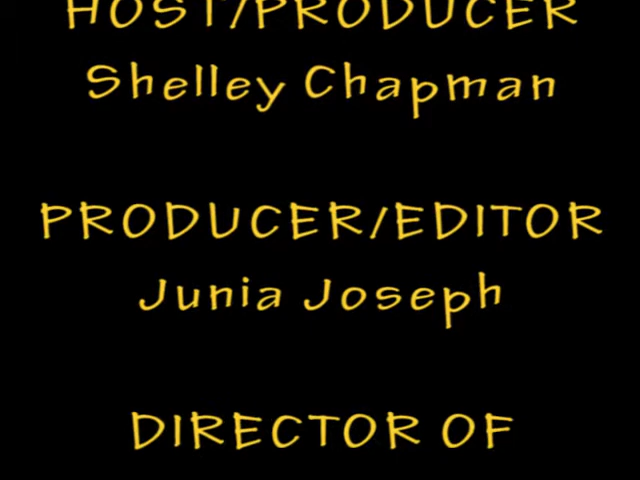 HOST/PRODUCER
Shelley Chapman
PRODUCER/EDITOR
Junia Joseph
DIRECTOR OF